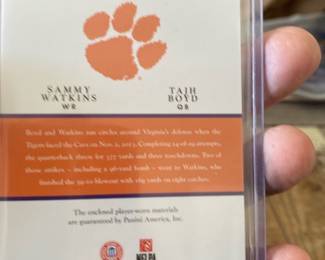 SAMMY WATKINS
WR
TAJH BOYD
QB
Boyd and Watkins run circles around Virginia's defense when the
Tigers faced the Cavs on Nov. 2, 2013. Completing 24-of-29 attempts,
the quarterback threw for 377 yards and three touchdowns. Two of
those strikes – including a 96-yard bomb – went to Watkins, who
finished the 59-10 blowout with 169 yards on eight catches.
The enclosed player-worn materials
are guaranteed by Panini America, Inc.
NFLPA